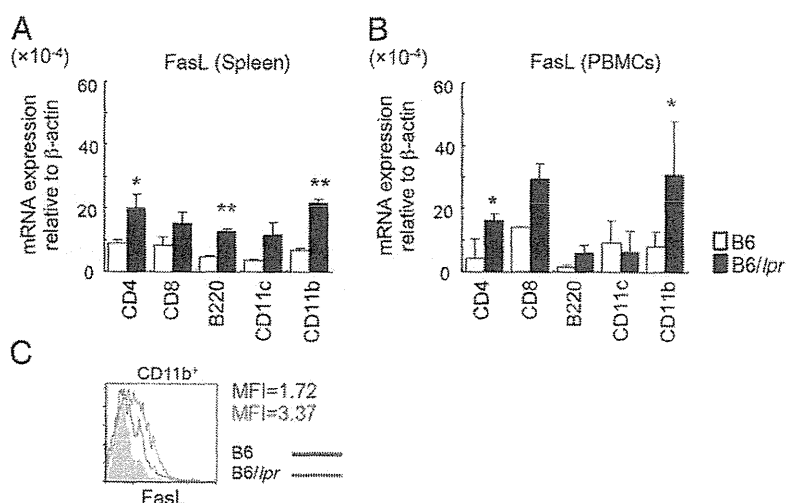 A
(×10⁻⁴)
FasL (Spleen)
mRNA expression
relative to β-actin
60
40
20
0
*
**
**
CD4
CD8
B220
CD11c
CD11b
B
(×10⁻⁴)
FasL (PBMCs)
mRNA expression
relative to β-actin
60
40
20
0
*
*
CD4
CD8
B220
CD11c
CD11b
B6
B6/lpr
C
CD11b⁺
MFI=1.72
MFI=3.37
B6
B6/lpr
FasL